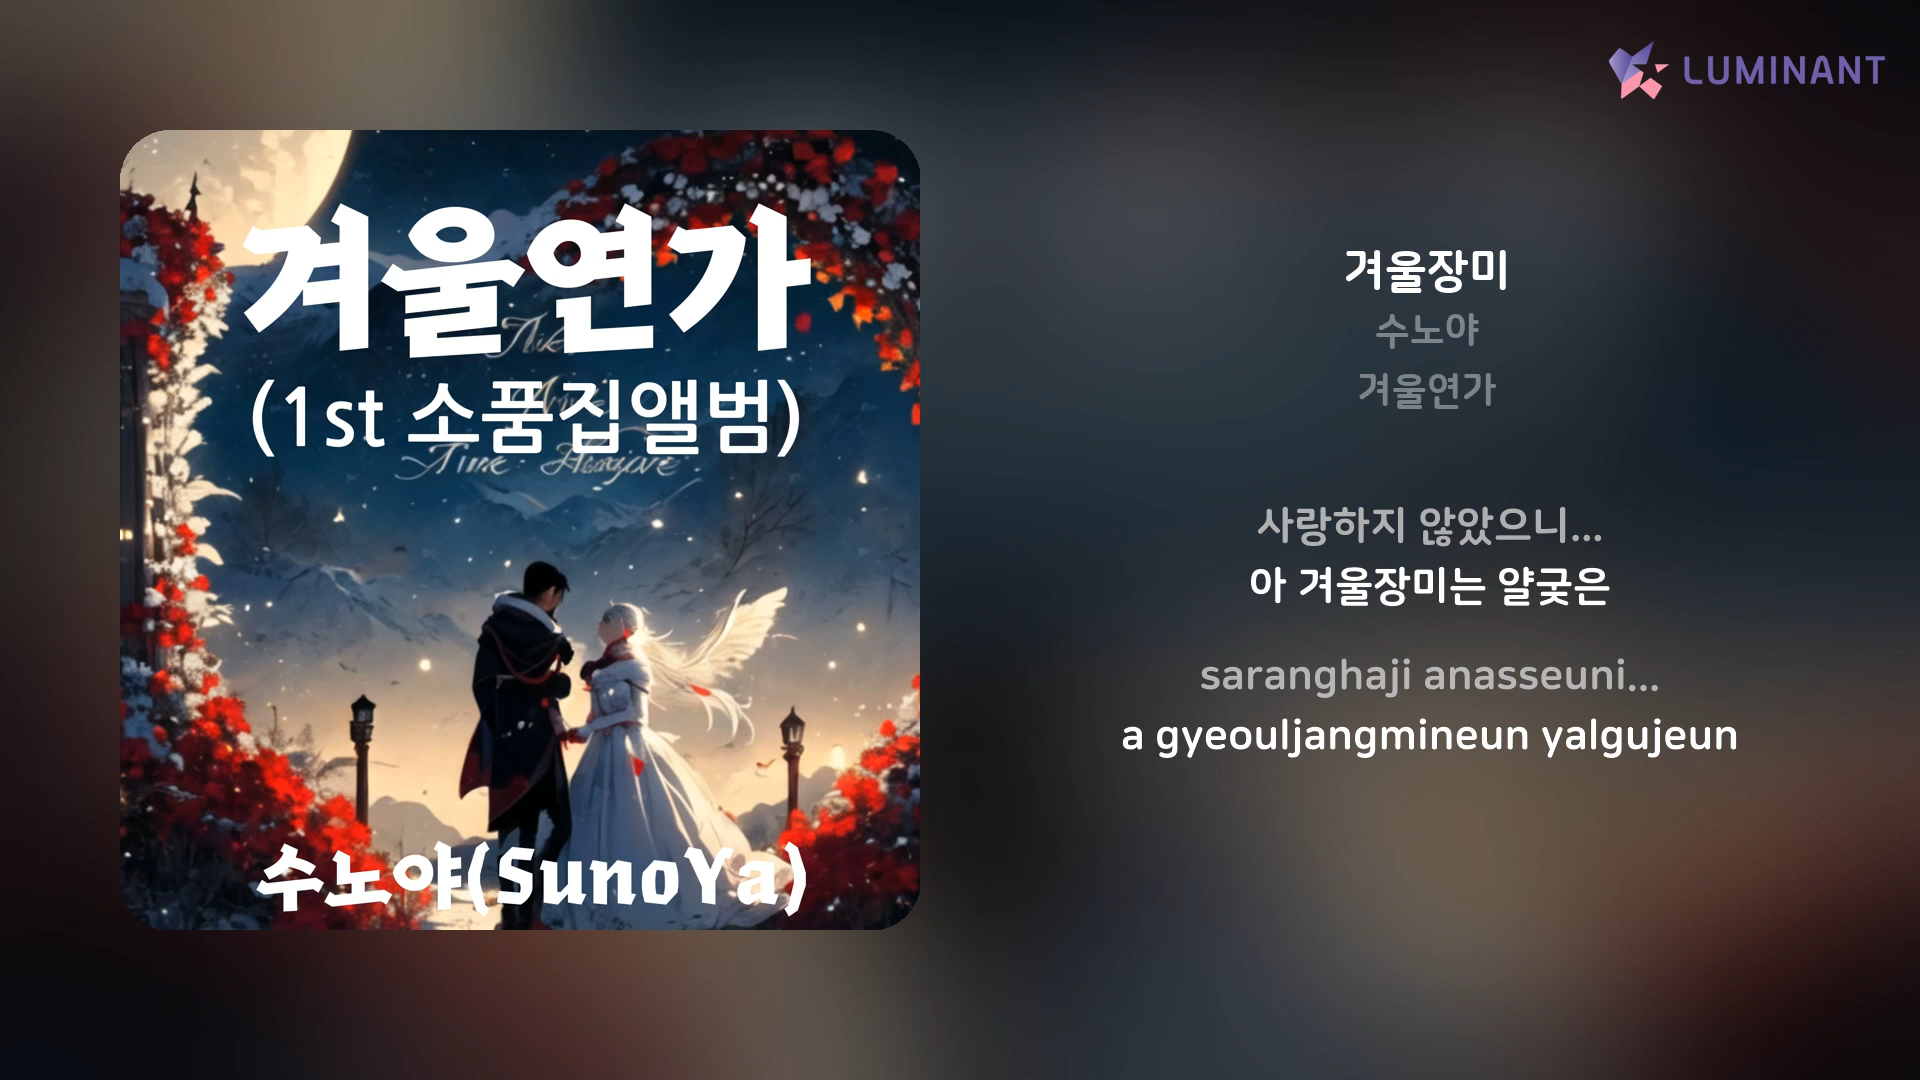 LUMINANT
겨울연가
(1st 소품집앨범)
수노야(SunoYa)
겨울장미
수노야
겨울연가
사랑하지 않았으니...
아 겨울장미는 얄궂은
saranghaji anasseuni...
a gyeouljangmineun yalgujeun